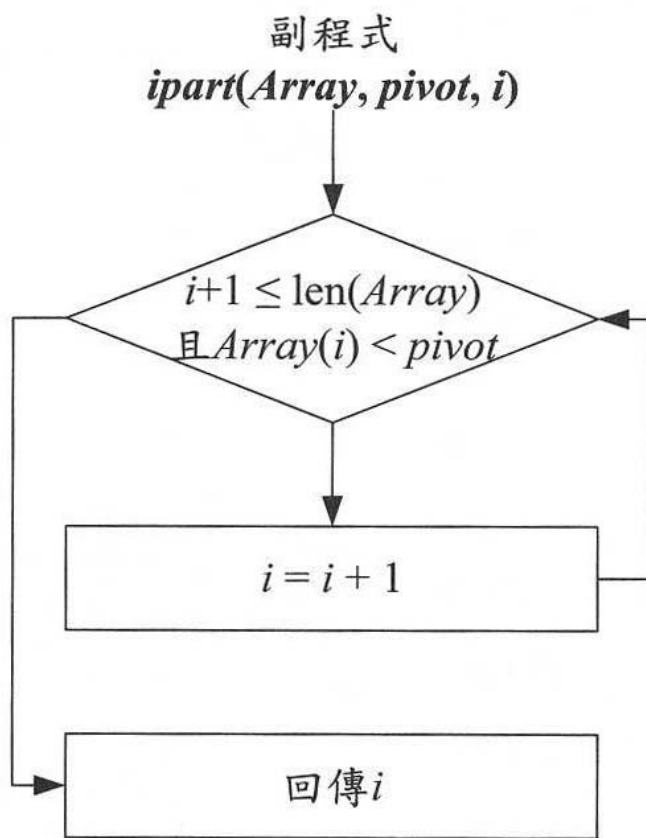 副程式
ipart(Array, pivot, i)
i+1 ≤ len(Array)
且Array(i) < pivot
i = i + 1
回傳i